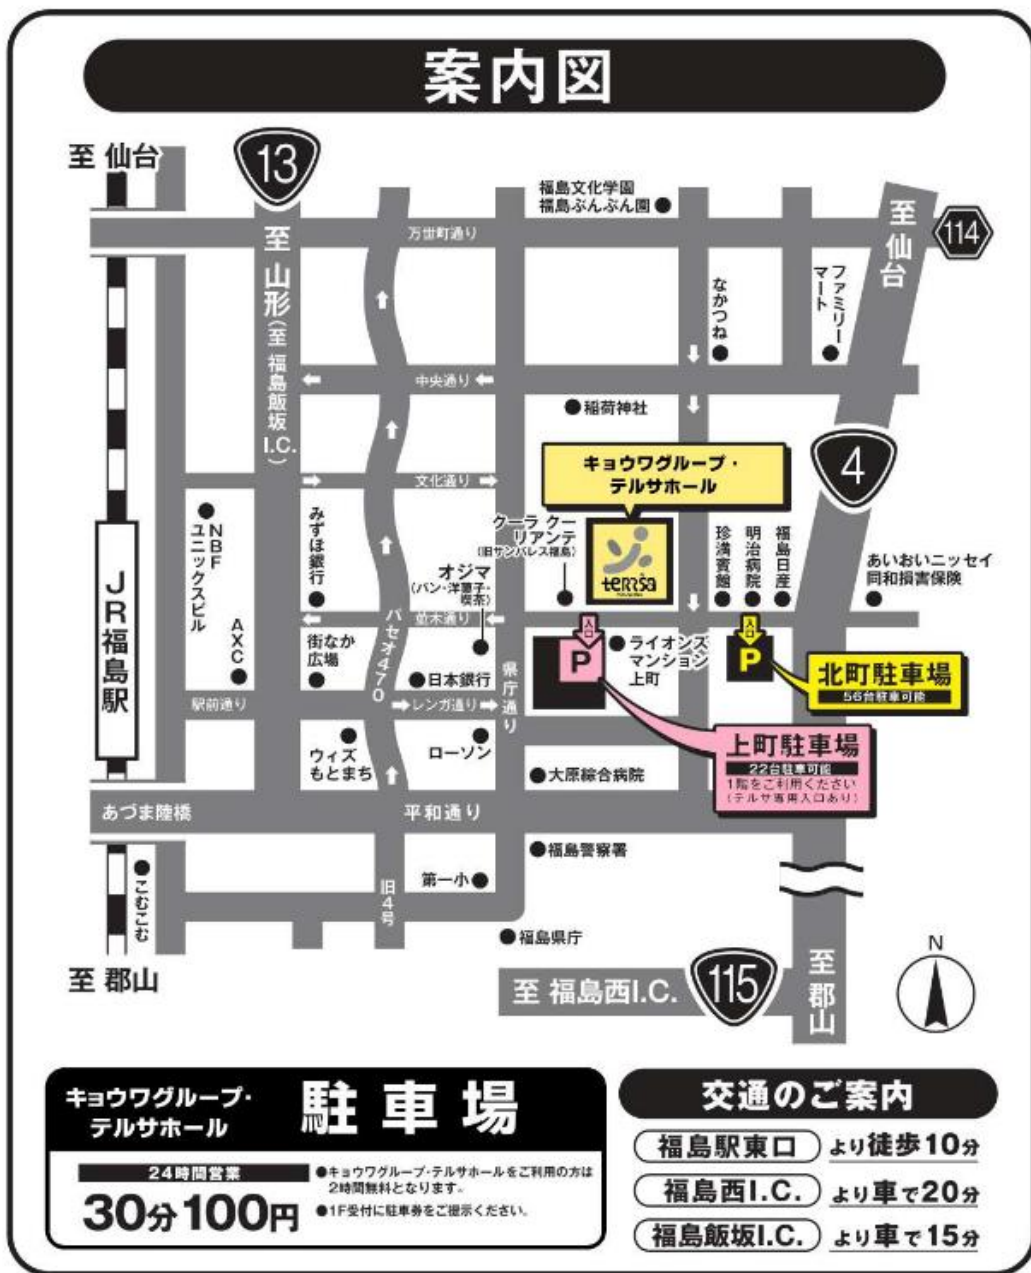 案内図
至 仙台
13
至 山形(至 福島飯坂I.C.)
福島文化学園
福島ぶんぶん園
至 仙台
114
万世町通り
なかつね
ファミリー
マート
中央通り
稲荷神社
4
キョウワグループ・
テルサホール
文化通り
NBF
ユニックスビル
みずほ銀行
クーラ クー
リアンテ
(旧サンパレス福島)
terrsa
珍満賓館
明治病院
福島日産
あいおいニッセイ
同和損害保険
オジマ
(パン・洋菓子・
喫茶)
JR福島駅
AXC
街なか
広場
パセオ470
並木通り
入口
P
ライオンズ
マンション
上町
入口
P
北町駐車場
56台駐車可能
日本銀行
県庁通り
駅前通り
レンガ通り
上町駐車場
22台駐車可能
1階をご利用ください
(テルサ専用入口あり)
ウィズ
もとまち
ローソン
大原綜合病院
あづま陸橋
平和通り
福島警察署
こむこむ
第一小
旧4号
福島県庁
至 郡山
至 福島西I.C.
115
至 郡山
N
キョウワグループ・
テルサホール
駐車場
24時間営業
30分100円
●キョウワグループ・テルサホールをご利用の方は
2時間無料となります。
●1F受付に駐車券をご提示ください。
交通のご案内
福島駅東口 より徒歩10分
福島西I.C. より車で20分
福島飯坂I.C. より車で15分